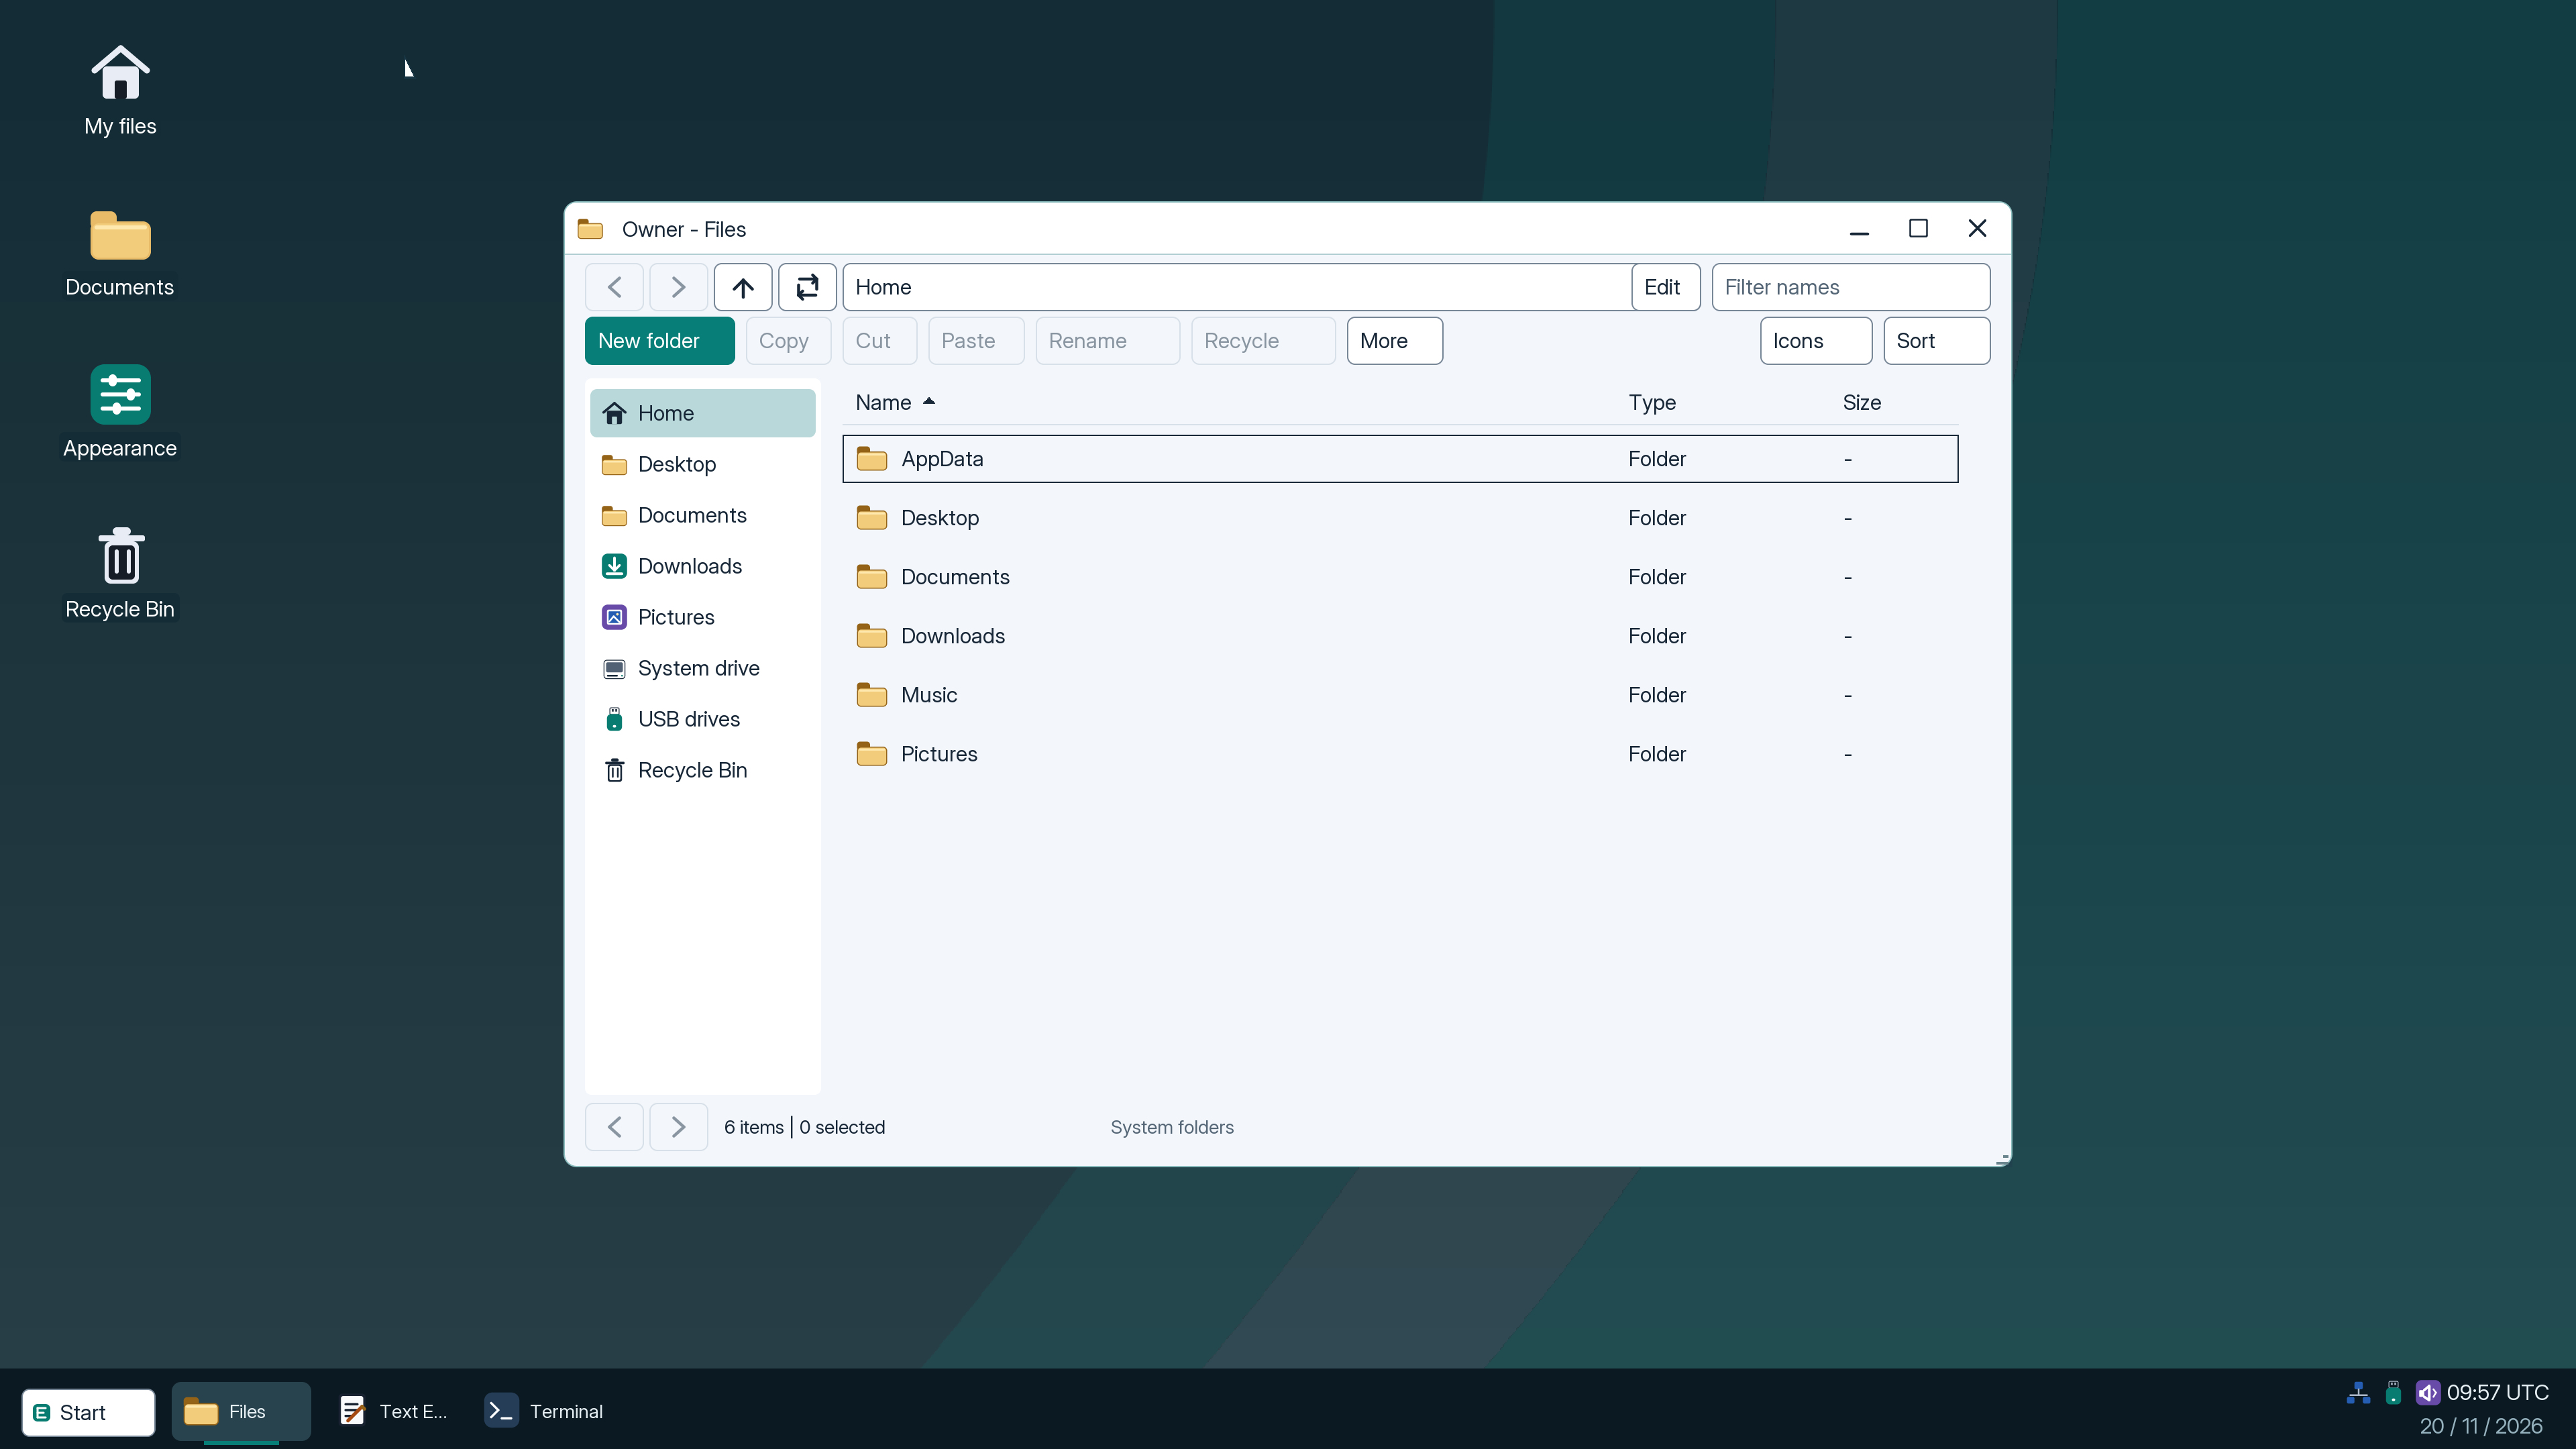 My files
Documents
Appearance
Recycle Bin
Owner - Files
Home
Edit
Filter names
New folder
Copy
Cut
Paste
Rename
Recycle
More
Icons
Sort
Home
Desktop
Documents
Downloads
Pictures
System drive
USB drives
Recycle Bin
Name Type Size
AppData Folder -
Desktop Folder -
Documents Folder -
Downloads Folder -
Music Folder -
Pictures Folder -
6 items | 0 selected
System folders
E Start
Files
Text E...
Terminal
09:57 UTC
20 / 11 / 2026